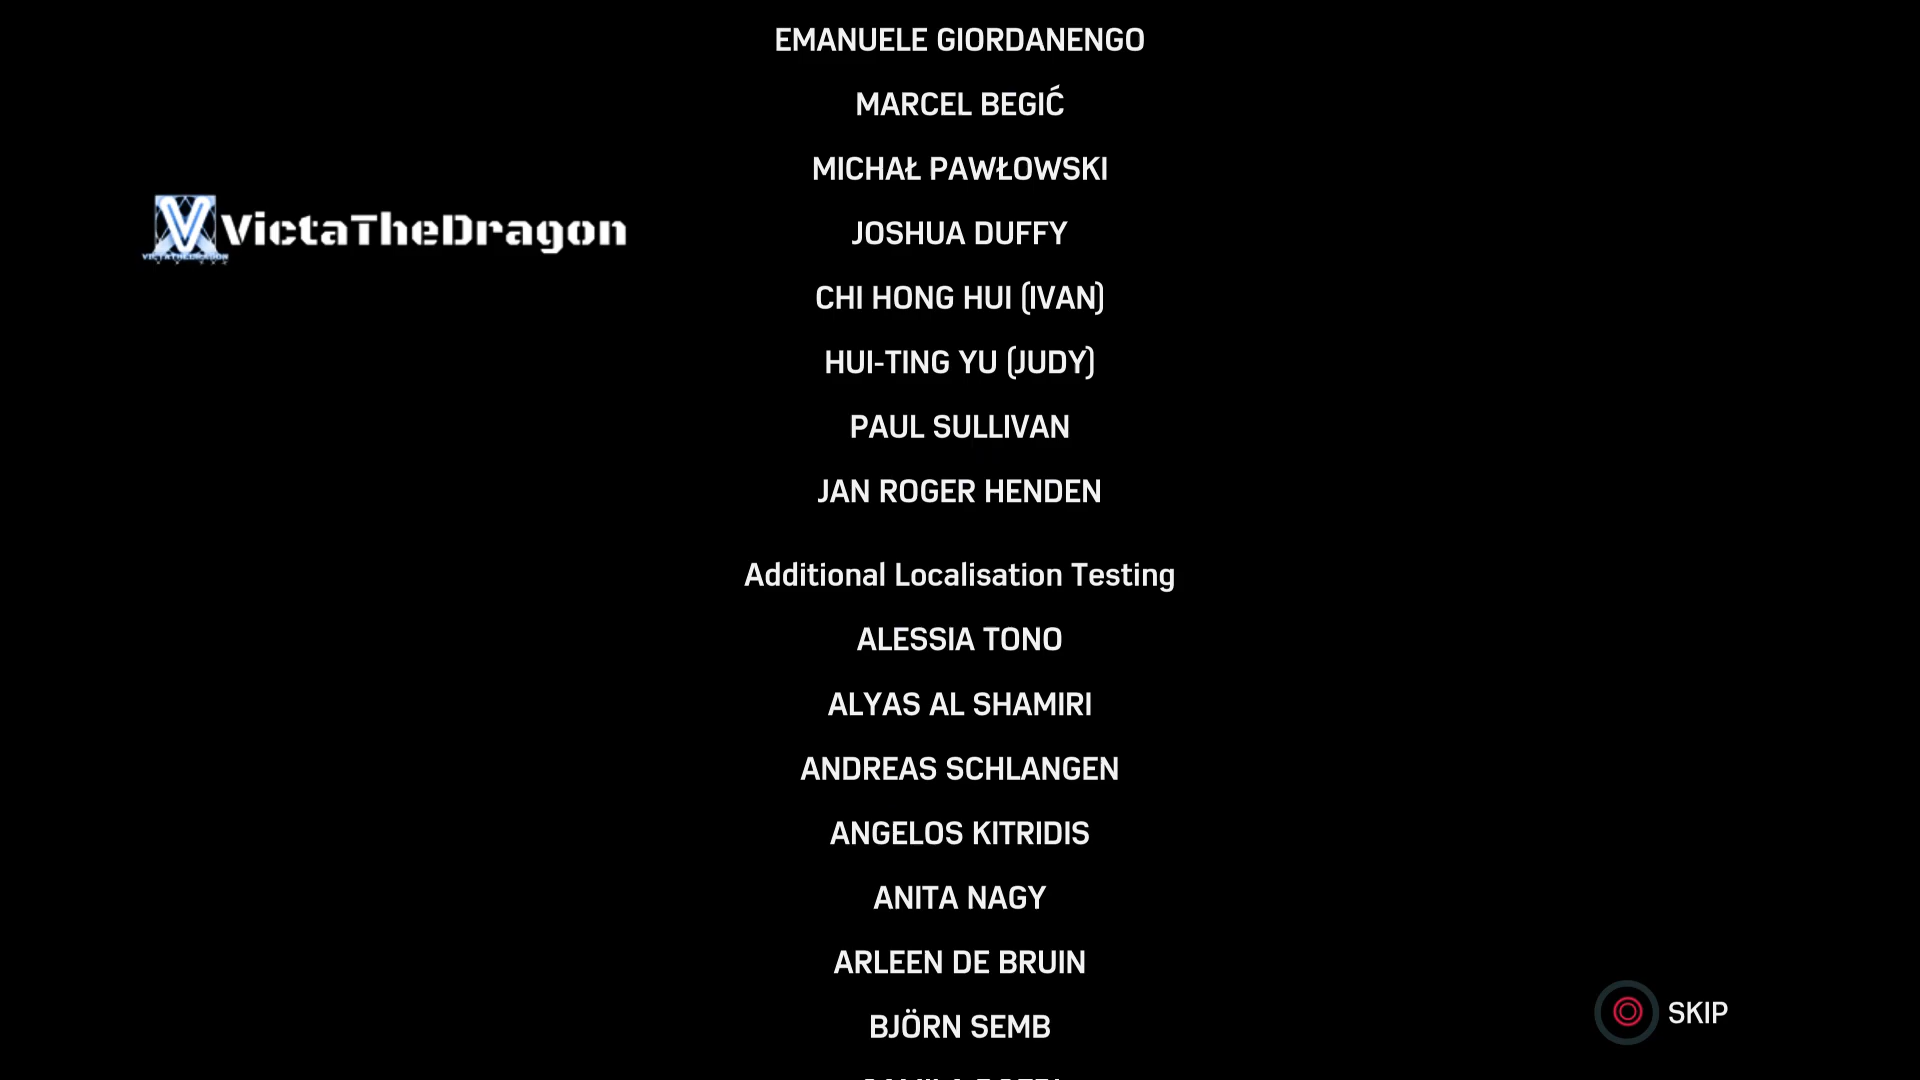 EMANUELE GIORDANENGO
MARCEL BEGIĆ
MICHAŁ PAWŁOWSKI
VictaTheDragon
VICTATHEDRAGON
JOSHUA DUFFY
CHI HONG HUI (IVAN)
HUI-TING YU (JUDY)
PAUL SULLIVAN
JAN ROGER HENDEN
Additional Localisation Testing
ALESSIA TONO
ALYAS AL SHAMIRI
ANDREAS SCHLANGEN
ANGELOS KITRIDIS
ANITA NAGY
ARLEEN DE BRUIN
BJÖRN SEMB
SKIP